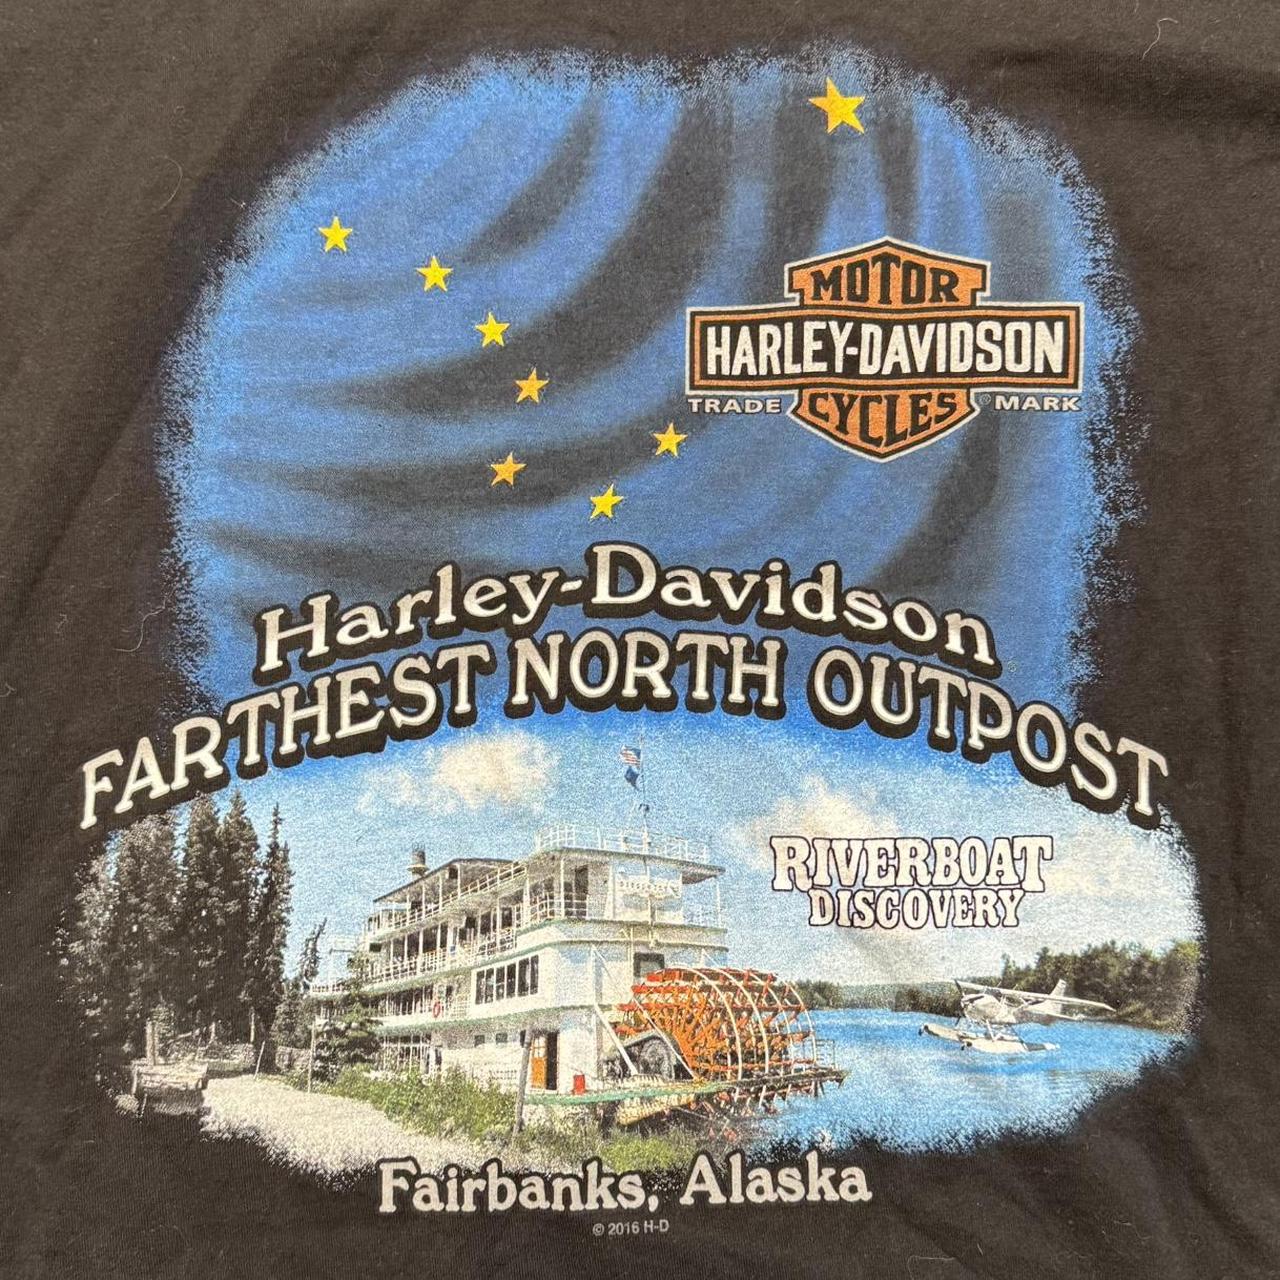 MOTOR
HARLEY-DAVIDSON
TRADE CYCLES ® MARK
Harley-Davidson
FARTHEST NORTH OUTPOST
RIVERBOAT
DISCOVERY
Fairbanks, Alaska
© 2016 H-D